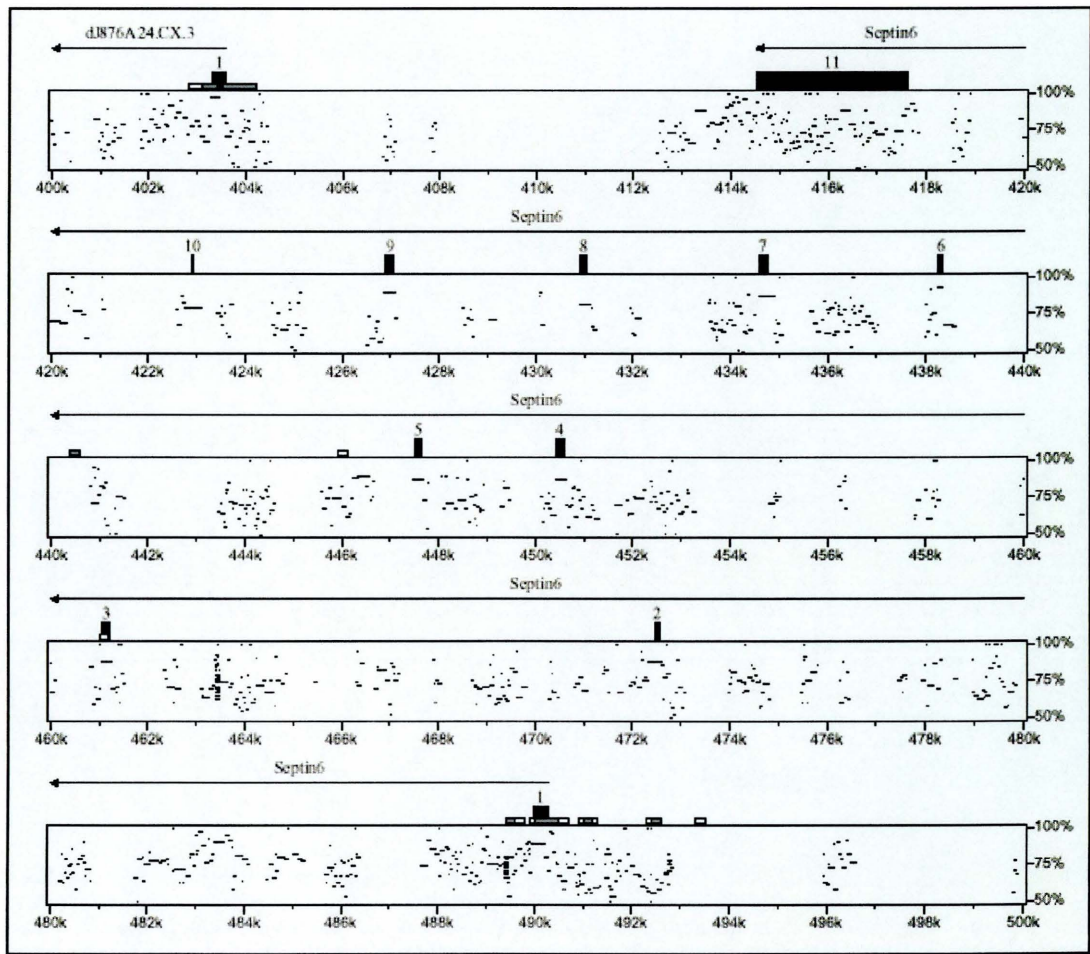 dJ876A24.CX.3 Septin6
1 11
100%
75%
50%
400k 402k 404k 406k 408k 410k 412k 414k 416k 418k 420k
Septin6
10 9 8 7 6
100%
75%
50%
420k 422k 424k 426k 428k 430k 432k 434k 436k 438k 440k
Septin6
5 4
100%
75%
50%
440k 442k 444k 446k 448k 450k 452k 454k 456k 458k 460k
Septin6
3 2
100%
75%
50%
460k 462k 464k 466k 468k 470k 472k 474k 476k 478k 480k
Septin6
1
100%
75%
50%
480k 482k 484k 486k 488k 490k 492k 494k 496k 498k 500k